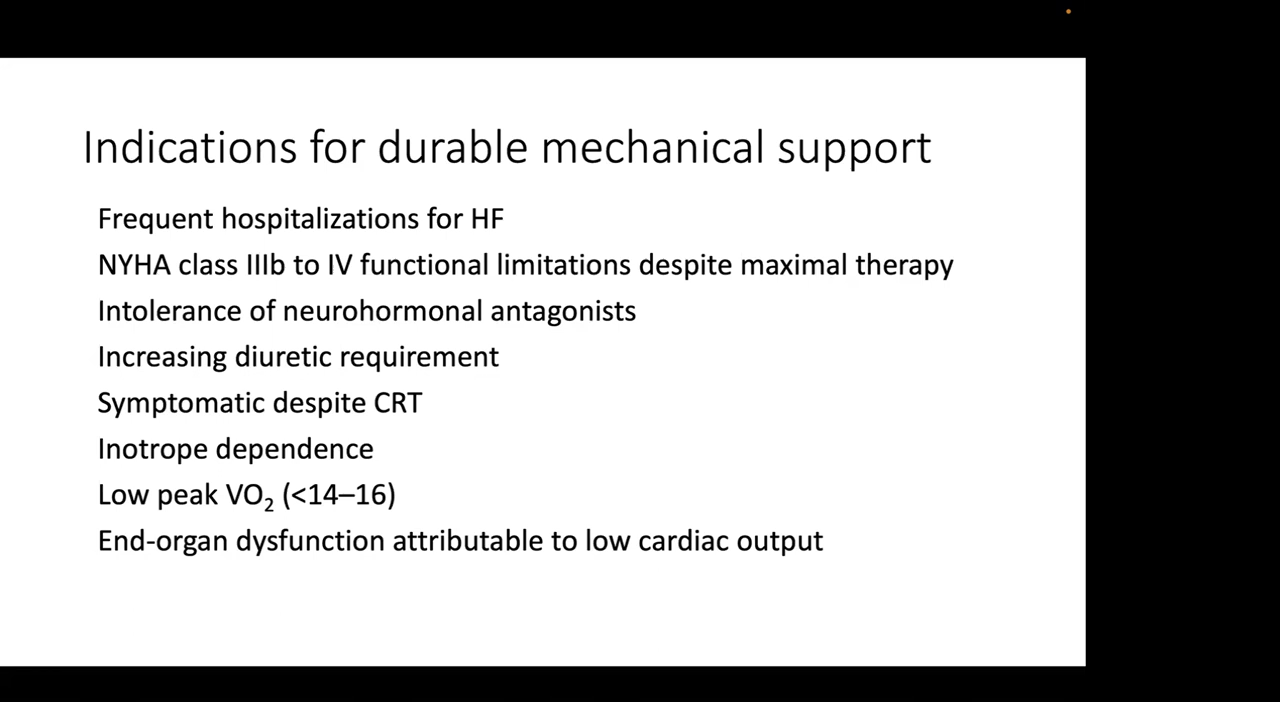 Indications for durable mechanical support
Frequent hospitalizations for HF
NYHA class IIIb to IV functional limitations despite maximal therapy
Intolerance of neurohormonal antagonists
Increasing diuretic requirement
Symptomatic despite CRT
Inotrope dependence
Low peak VO₂ (<14–16)
End-organ dysfunction attributable to low cardiac output